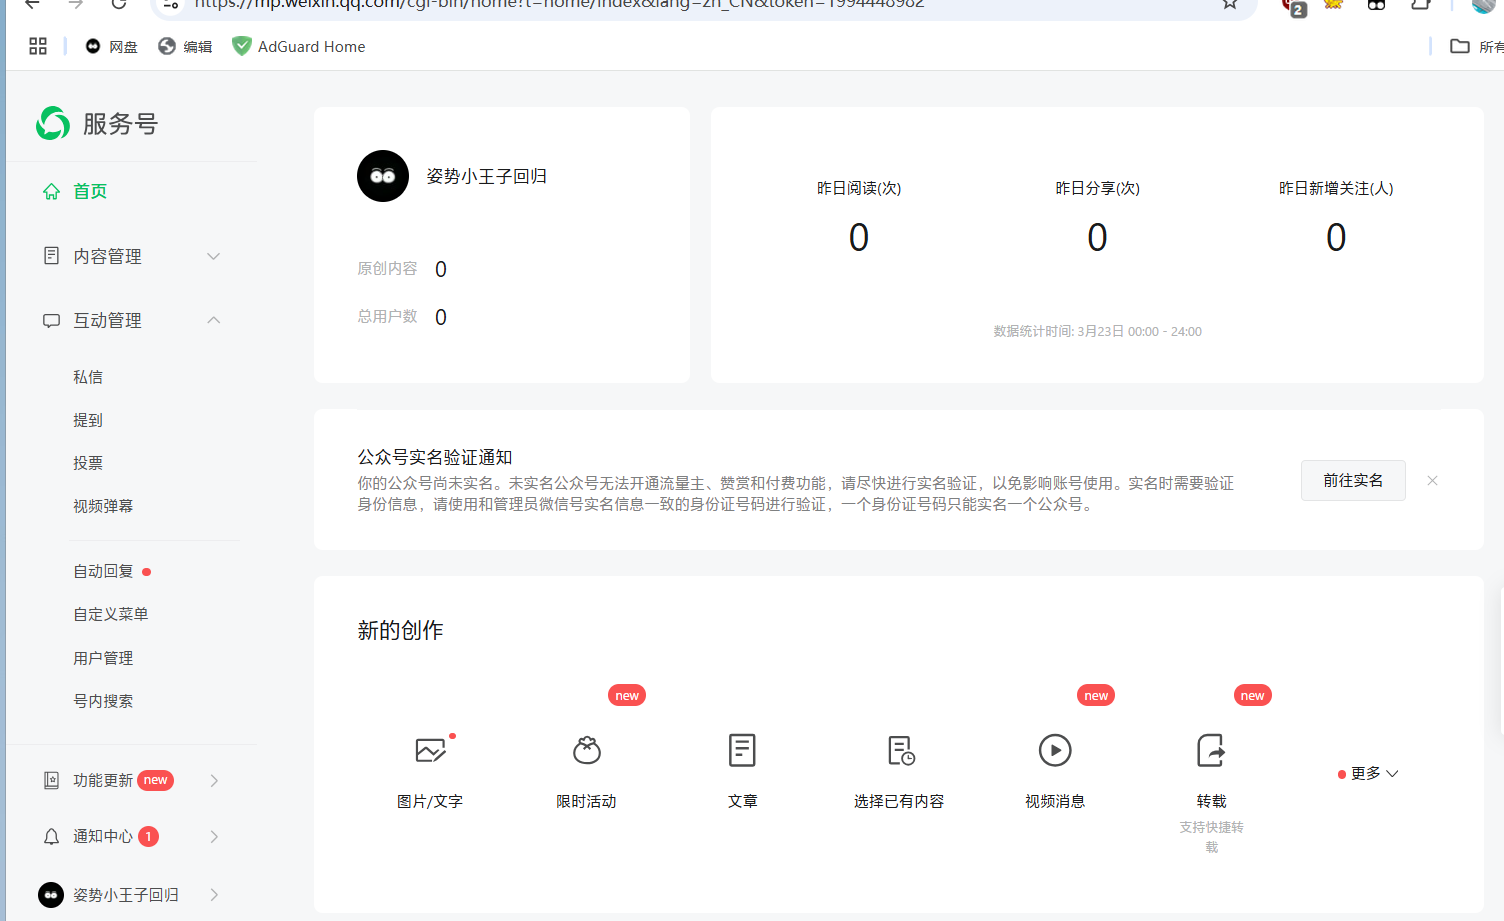 https://mp.weixin.qq.com/cgi-bin/home?t=home/index&lang=zh_CN&token=1994448982
2
网盘
编辑
AdGuard Home
所有
服务号
首页
内容管理
互动管理
私信
提到
投票
视频弹幕
自动回复
自定义菜单
用户管理
号内搜索
功能更新 new
通知中心 1
姿势小王子回归
姿势小王子回归
原创内容 0
总用户数 0
昨日阅读(次)
0
昨日分享(次)
0
昨日新增关注(人)
0
数据统计时间: 3月23日 00:00 - 24:00
公众号实名验证通知
你的公众号尚未实名。未实名公众号无法开通流量主、赞赏和付费功能，请尽快进行实名验证，以免影响账号使用。实名时需要验证
身份信息，请使用和管理员微信号实名信息一致的身份证号码进行验证，一个身份证号码只能实名一个公众号。
前往实名
新的创作
图片/文字
new
限时活动
文章
选择已有内容
new
视频消息
new
转载
支持快捷转
载
更多